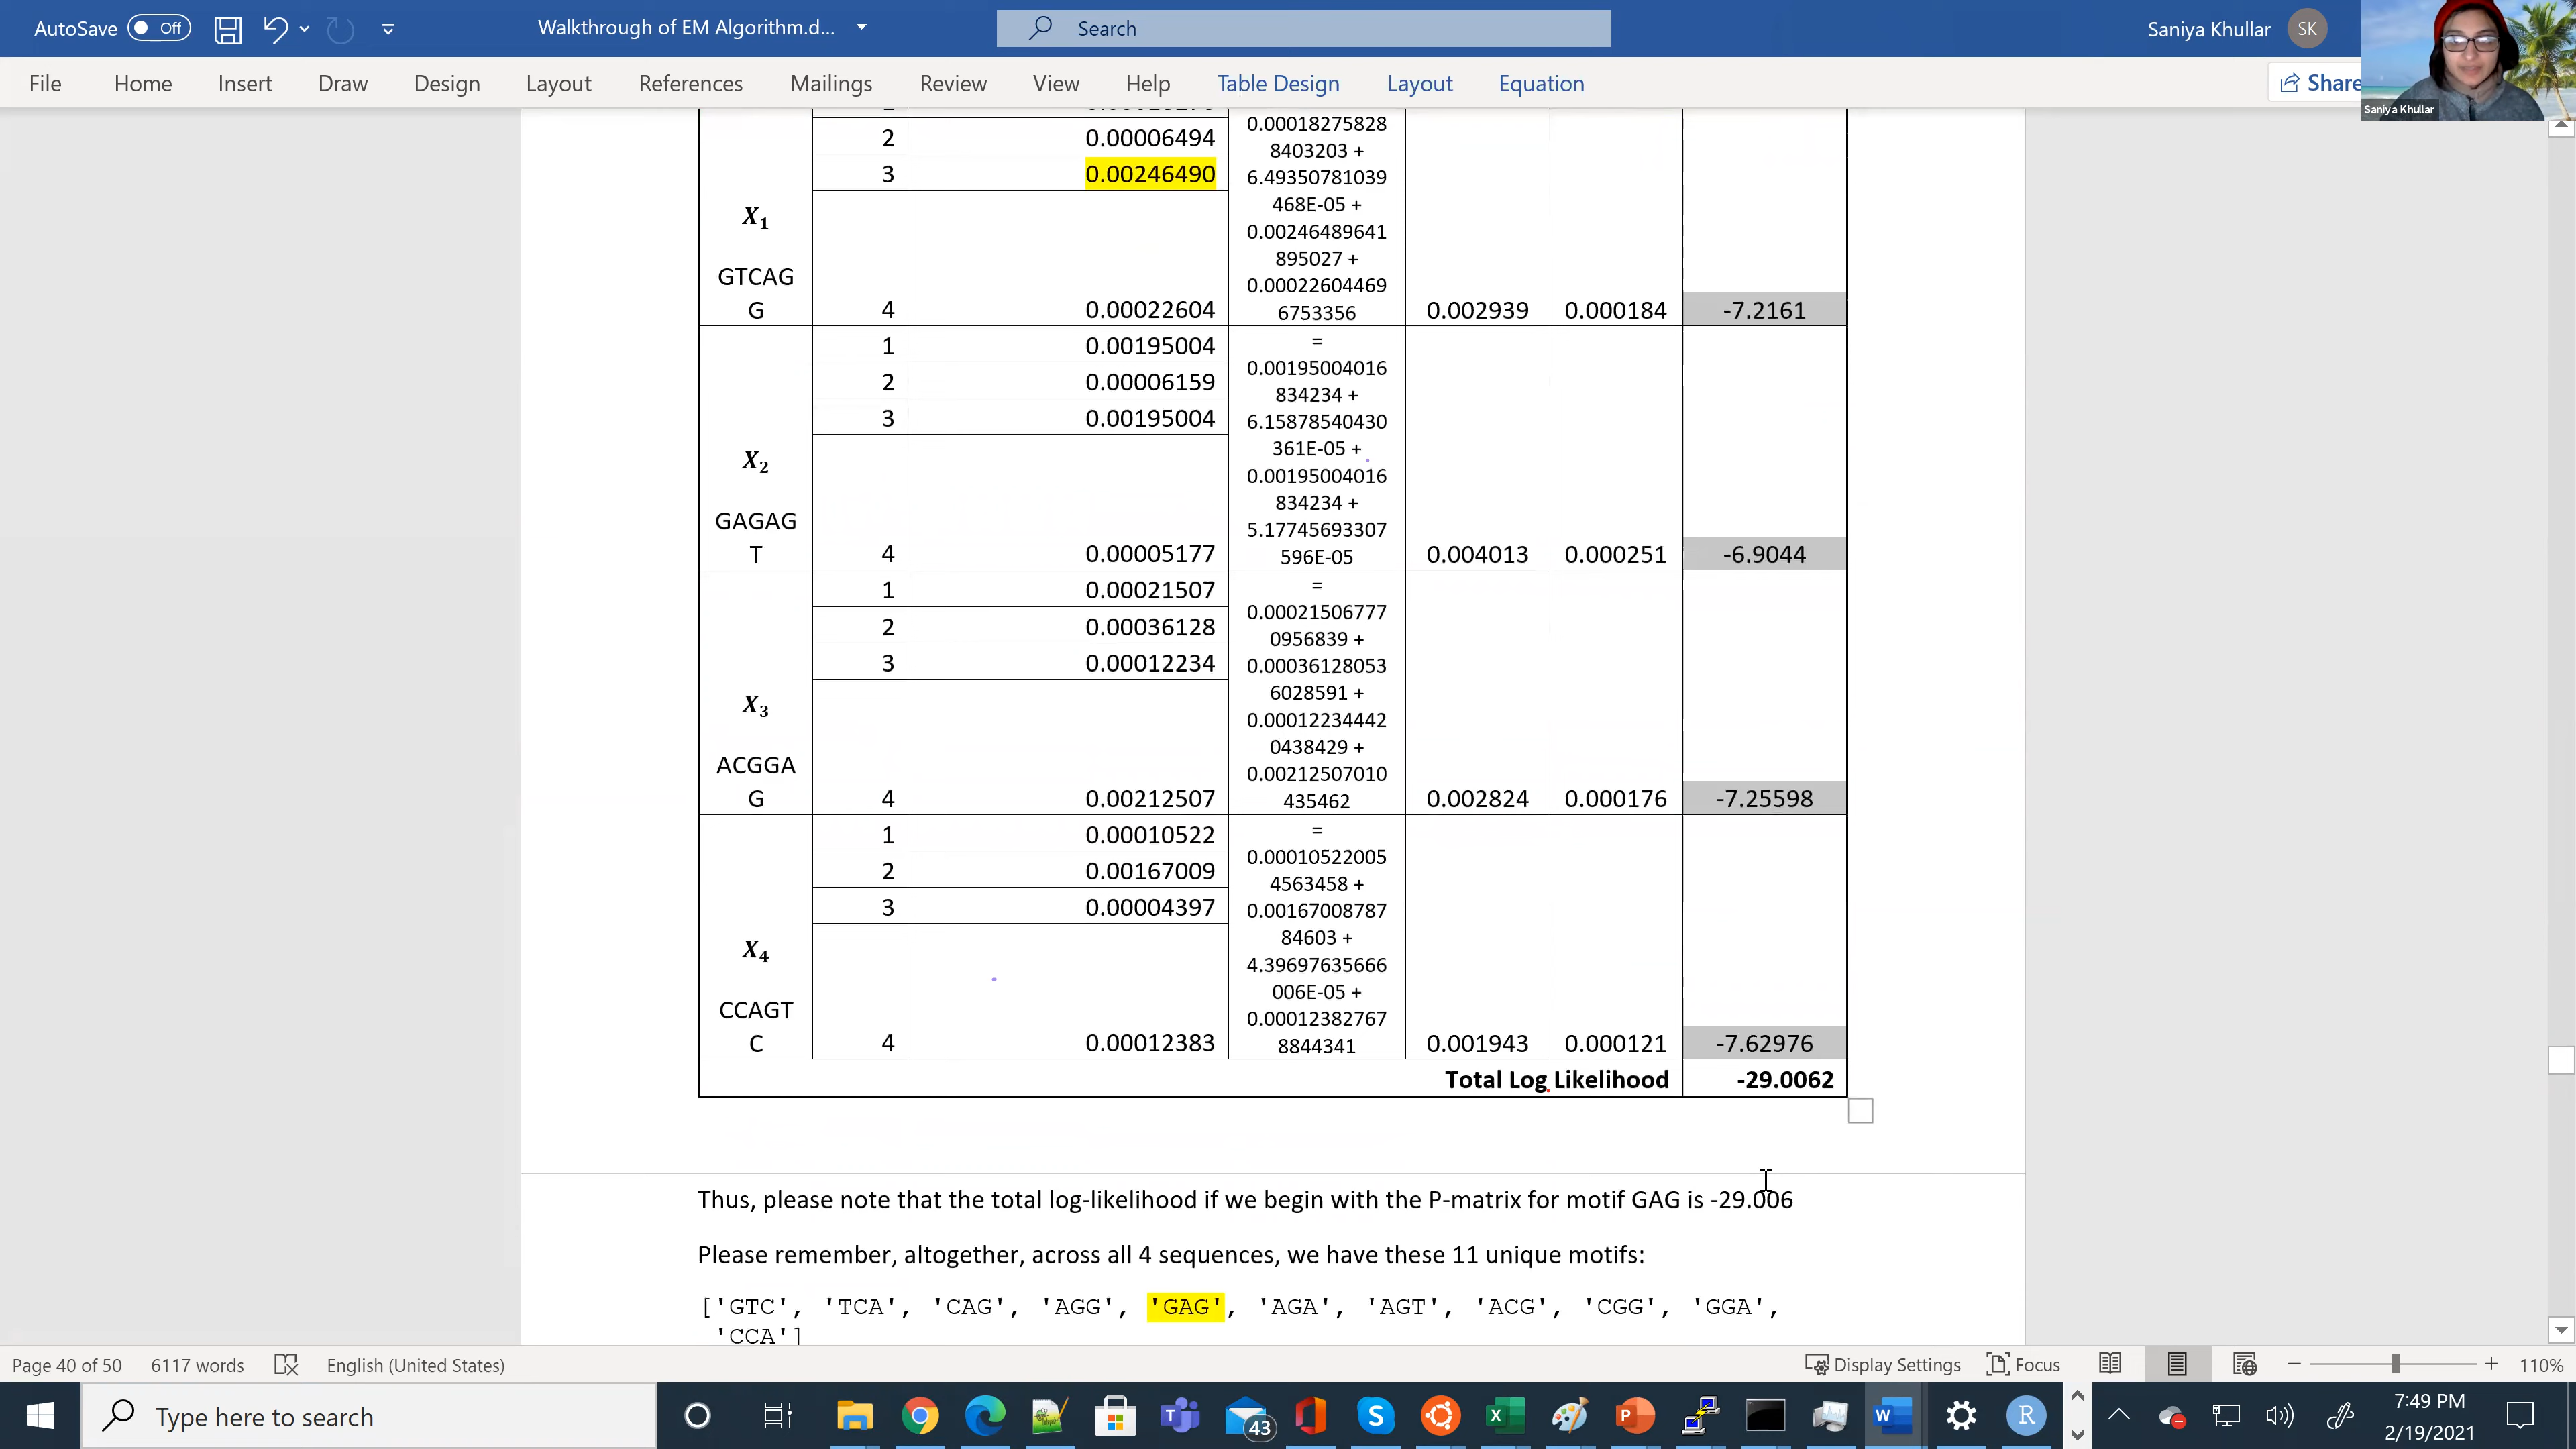 AutoSave Off
Walkthrough of EM Algorithm.d...
Search
Saniya Khullar SK
File Home Insert Draw Design Layout References Mailings Review View Help Table Design Layout Equation Share
Saniya Khullar
2 0.00006494
3 0.00246490
X1
GTCAG
G
4 0.00022604
0.00018275828
8403203 +
6.49350781039
468E-05 +
0.00246489641
895027 +
0.00022604469
6753356
0.002939 0.000184 -7.2161
1 0.00195004
2 0.00006159
3 0.00195004
X2
GAGAG
T
4 0.00005177
=
0.00195004016
834234 +
6.15878540430
361E-05 +
0.00195004016
834234 +
5.17745693307
596E-05
0.004013 0.000251 -6.9044
1 0.00021507
2 0.00036128
3 0.00012234
X3
ACGGA
G
4 0.00212507
=
0.00021506777
0956839 +
0.00036128053
6028591 +
0.00012234442
0438429 +
0.00212507010
435462
0.002824 0.000176 -7.25598
1 0.00010522
2 0.00167009
3 0.00004397
X4
CCAGT
C
4 0.00012383
=
0.00010522005
4563458 +
0.00167008787
84603 +
4.39697635666
006E-05 +
0.00012382767
8844341
0.001943 0.000121 -7.62976
Total Log Likelihood -29.0062
Thus, please note that the total log-likelihood if we begin with the P-matrix for motif GAG is -29.006
Please remember, altogether, across all 4 sequences, we have these 11 unique motifs:
['GTC', 'TCA', 'CAG', 'AGG', 'GAG', 'AGA', 'AGT', 'ACG', 'CGG', 'GGA',
'CCA']
Page 40 of 50 6117 words English (United States) Display Settings Focus 110%
Type here to search 43
7:49 PM
2/19/2021